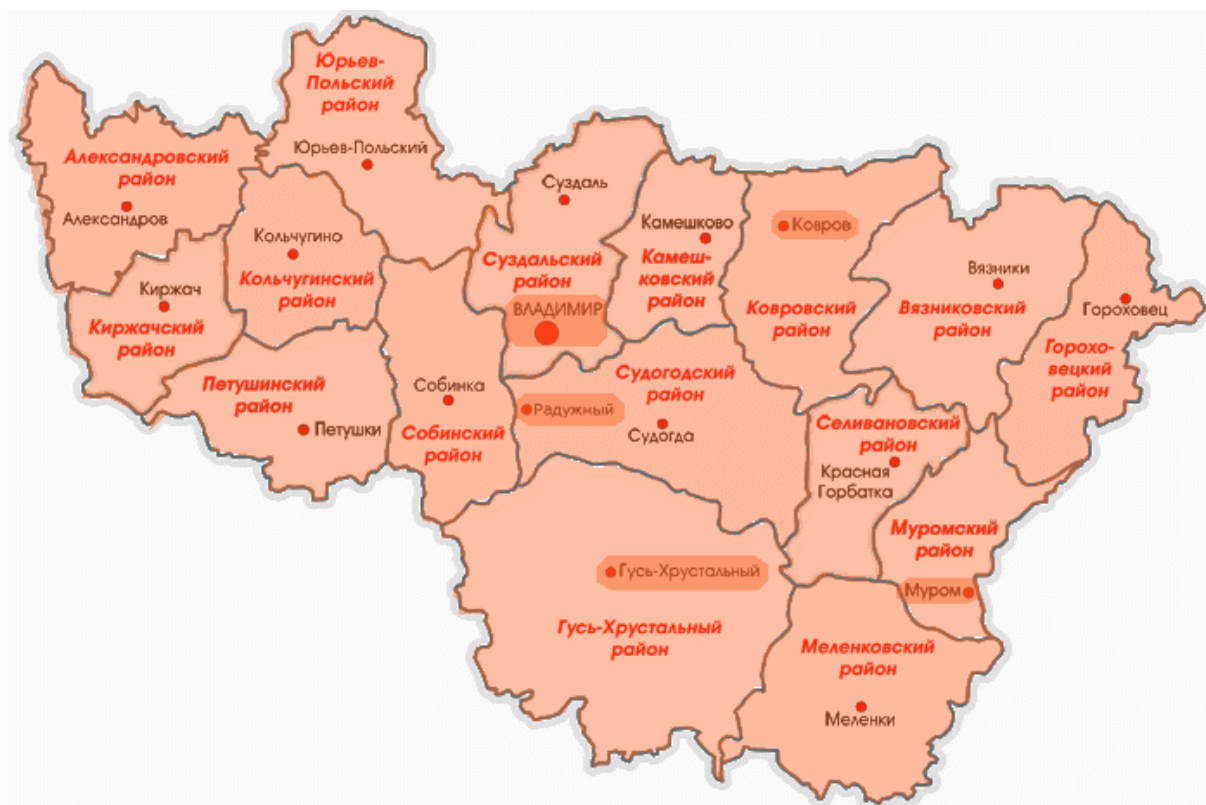 Юрьев-
Польский
район
Юрьев-Польский
Александровский
район
Александров
Суздаль
Камешково
Ковров
Кольчугино
Кольчугинский
район
Суздальский
район
Камеш-
ковский
район
Вязники
Вязниковский
район
Киржач
Киржачский
район
ВЛАДИМИР
Ковровский
район
Гороховец
Горохо-
вецкий
район
Петушинский
район
Петушки
Собинка
Собинский
район
Судогодский
район
Радужный
Судогда
Селивановский
район
Красная
Горбатка
Муромский
район
Муром
Гусь-Хрустальный
Гусь-Хрустальный
район
Меленковский
район
Меленки